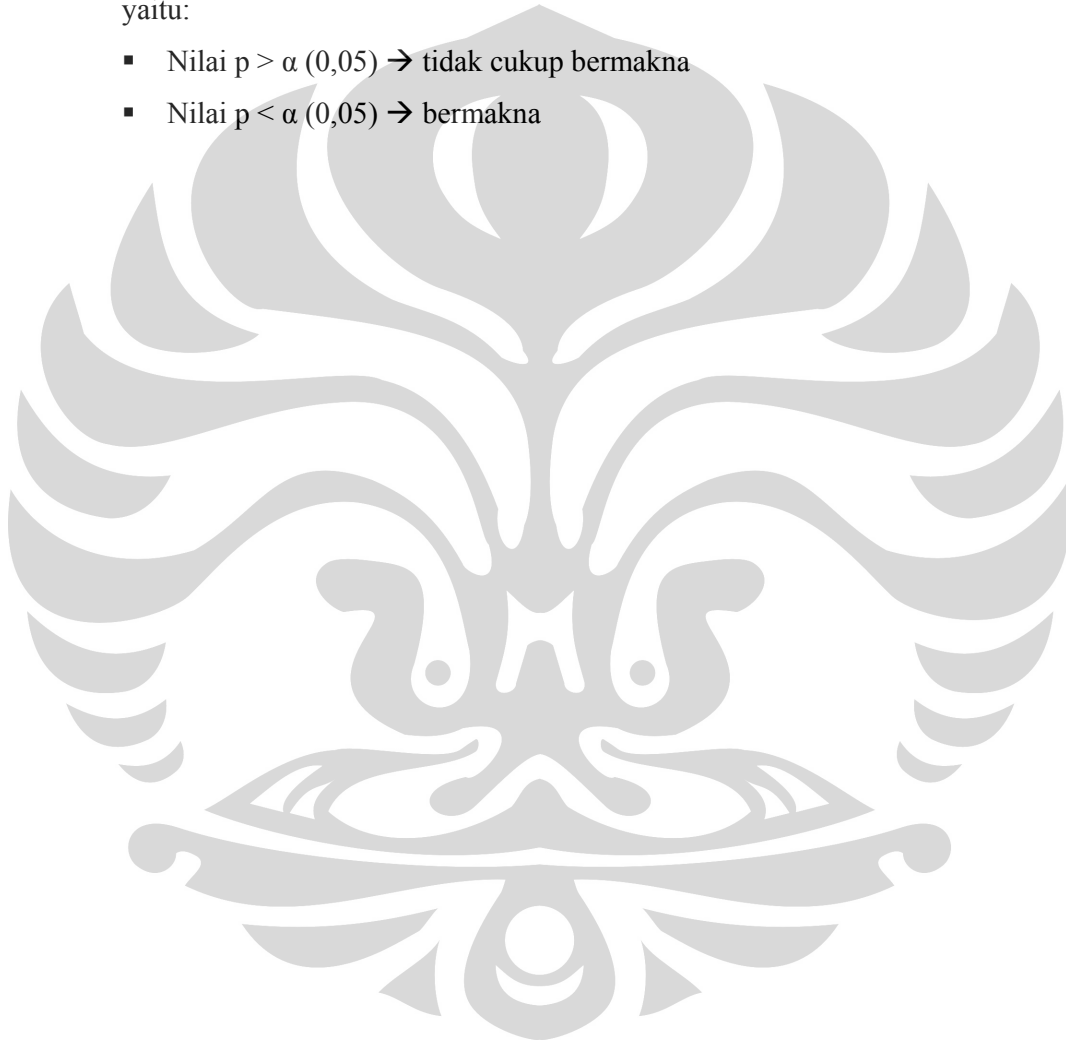 yaitu:
▪ Nilai p > α (0,05) → tidak cukup bermakna
▪ Nilai p < α (0,05) → bermakna